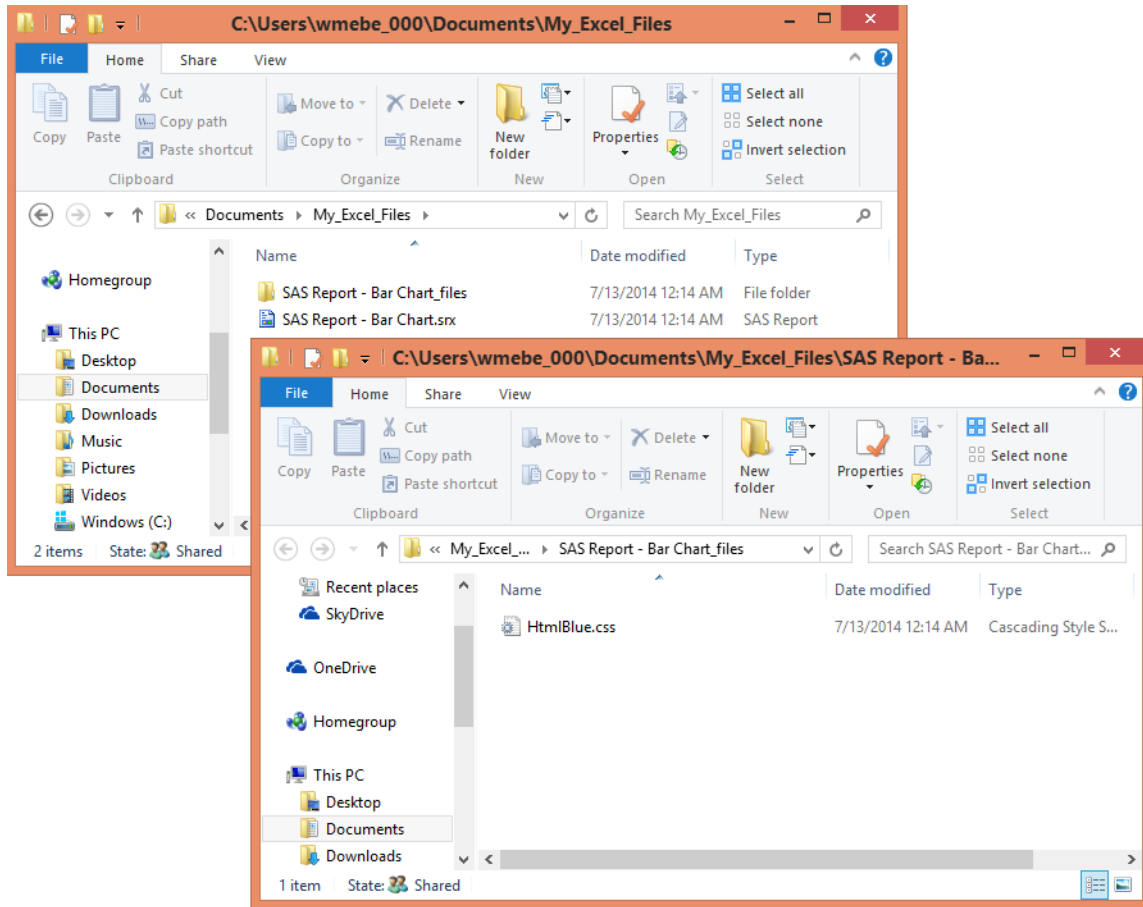 C:\Users\wmebe_000\Documents\My_Excel_Files
File Home Share View
Copy
Paste
Cut
Copy path
Paste shortcut
Clipboard
Move to
Copy to
Delete
Rename
Organize
New folder
New
Properties
Open
Select all
Select none
Invert selection
Select
« Documents My_Excel_Files
Search My_Excel_Files
Name Date modified Type
SAS Report - Bar Chart_files 7/13/2014 12:14 AM File folder
SAS Report - Bar Chart.srx 7/13/2014 12:14 AM SAS Report
Homegroup
This PC
Desktop
Documents
Downloads
Music
Pictures
Videos
Windows (C:)
2 items State: Shared
C:\Users\wmebe_000\Documents\My_Excel_Files\SAS Report - Ba...
File Home Share View
Copy
Paste
Cut
Copy path
Paste shortcut
Clipboard
Move to
Copy to
Delete
Rename
Organize
New folder
New
Properties
Open
Select all
Select none
Invert selection
Select
« My_Excel_... SAS Report - Bar Chart_files
Search SAS Report - Bar Chart...
Name Date modified Type
HtmlBlue.css 7/13/2014 12:14 AM Cascading Style S...
Recent places
SkyDrive
OneDrive
Homegroup
This PC
Desktop
Documents
Downloads
1 item State: Shared